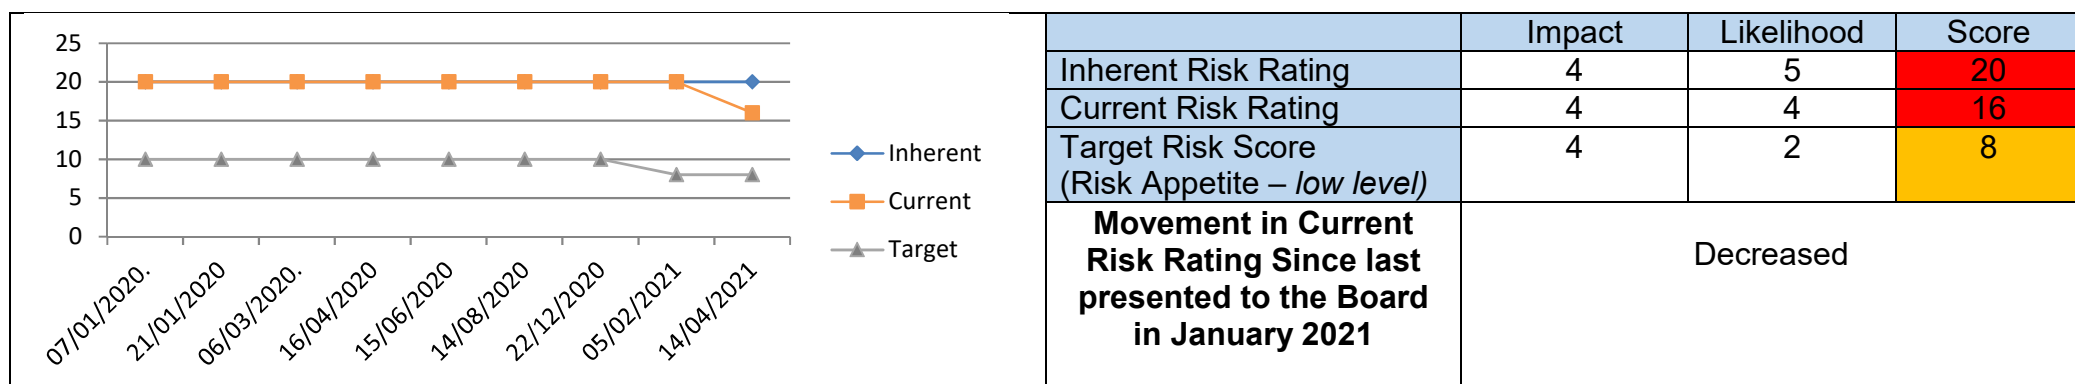 25
20
15
10
5
0
07/01/2020.
21/01/2020
06/03/2020.
16/04/2020
15/06/2020
14/08/2020
22/12/2020
05/02/2021
14/04/2021
Inherent
Current
Target
Impact Likelihood Score
Inherent Risk Rating 4 5 20
Current Risk Rating 4 4 16
Target Risk Score 4 2 8
(Risk Appetite – low level)
Movement in Current
Risk Rating Since last
presented to the Board
in January 2021
Decreased